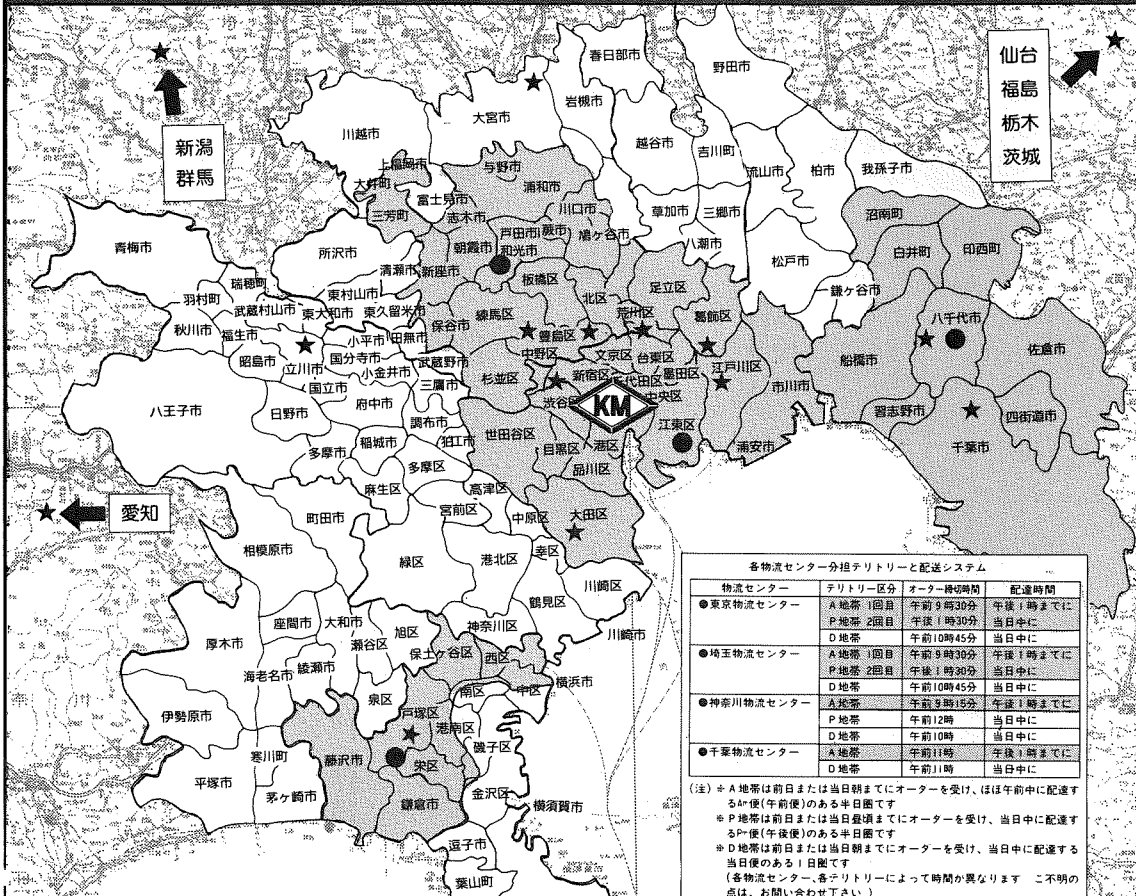 仙台
福島
栃木
茨城
新潟
群馬
愛知
春日部市
野田市
岩槻市
大宮市
川越市
越谷市
吉川町
流山市
柏市
我孫子市
上福岡市
大井町
富士見市
三芳町
与野市
浦和市
志木市
川口市
戸田市
蕨市
鳩ヶ谷市
草加市
三郷市
八潮市
沼南町
白井町
印西町
青梅市
所沢市
朝霞市
和光市
新座市
清瀬市
板橋区
松戸市
鎌ヶ谷市
瑞穂町
羽村町
武蔵村山市
東村山市
東大和市
東久留米市
北区
足立区
荒川区
葛飾区
練馬区
保谷市
豊島区
八千代市
佐倉市
船橋市
秋川市
福生市
昭島市
立川市
小平市
田無市
国分寺市
小金井市
武蔵野市
三鷹市
中野区
文京区
台東区
墨田区
江戸川区
市川市
杉並区
新宿区
千代田区
中央区
渋谷区
KM
八王子市
日野市
国立市
府中市
調布市
狛江市
稲城市
多摩市
世田谷区
目黒区
港区
品川区
江東区
浦安市
習志野市
四街道市
千葉市
多摩区
麻生区
高津区
宮前区
中原区
大田区
町田市
相模原市
緑区
港北区
幸区
川崎区
鶴見区
川崎市
神奈川区
座間市
大和市
瀬谷区
旭区
保土ヶ谷区
西区
中区
横浜市
厚木市
海老名市
綾瀬市
泉区
南区
戸塚区
港南区
磯子区
伊勢原市
寒川町
藤沢市
栄区
平塚市
茅ヶ崎市
鎌倉市
金沢区
横須賀市
逗子市
葉山町
各物流センター分担テリトリーと配送システム
物流センター テリトリー区分 オーダー締切時間 配達時間
●東京物流センター A地帯 1回目 午前9時30分 午後1時までに
P地帯 2回目 午後1時30分 当日中に
D地帯 午前10時45分 当日中に
●埼玉物流センター A地帯 1回目 午前9時30分 午後1時までに
P地帯 2回目 午後1時30分 当日中に
D地帯 午前10時45分 当日中に
●神奈川物流センター A地帯 午前9時15分 午後1時までに
P地帯 午前12時 当日中に
D地帯 午前10時 当日中に
●千葉物流センター A地帯 午前11時 午後1時までに
D地帯 午前11時 当日中に
(注)※A地帯は前日または当日朝までにオーダーを受け、ほぼ午前中に配達す
るA"便(午前便)のある半日圏です
※P地帯は前日または当日昼頃までにオーダーを受け、当日中に配達す
るP"便(午後便)のある半日圏です
※D地帯は前日または当日朝までにオーダーを受け、当日中に配達する
当日便のある1日圏です
(各物流センター、各テリトリーによって時間が異なります ご不明の
点は、お問い合わせ下さい)